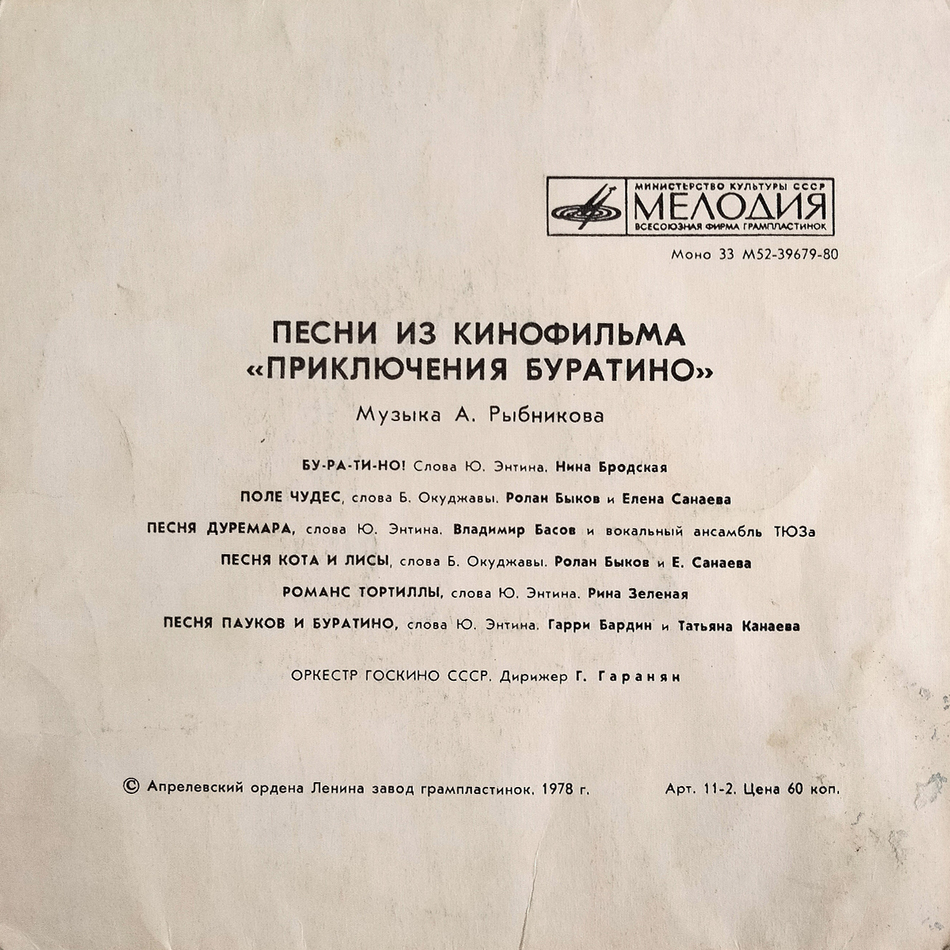 МИНИСТЕРСТВО КУЛЬТУРЫ СССР
МЕЛОДИЯ
ВСЕСОЮЗНАЯ ФИРМА ГРАМПЛАСТИНОК
Моно 33 М52-39679-80
ПЕСНИ ИЗ КИНОФИЛЬМА
«ПРИКЛЮЧЕНИЯ БУРАТИНО»
Музыка А. Рыбникова
БУ-РА-ТИ-НО! Слова Ю. Энтина. Нина Бродская
ПОЛЕ ЧУДЕС, слова Б. Окуджавы. Ролан Быков и Елена Санаева
ПЕСНЯ ДУРЕМАРА, слова Ю. Энтина. Владимир Басов и вокальный ансамбль ТЮЗа
ПЕСНЯ КОТА И ЛИСЫ, слова Б. Окуджавы. Ролан Быков и Е. Санаева
РОМАНС ТОРТИЛЛЫ, слова Ю. Энтина. Рина Зеленая
ПЕСНЯ ПАУКОВ И БУРАТИНО, слова Ю. Энтина. Гарри Бардин и Татьяна Канаева
ОРКЕСТР ГОСКИНО СССР. Дирижер Г. Гаранян
© Апрелевский ордена Ленина завод грампластинок. 1978 г. Арт. 11-2. Цена 60 коп.